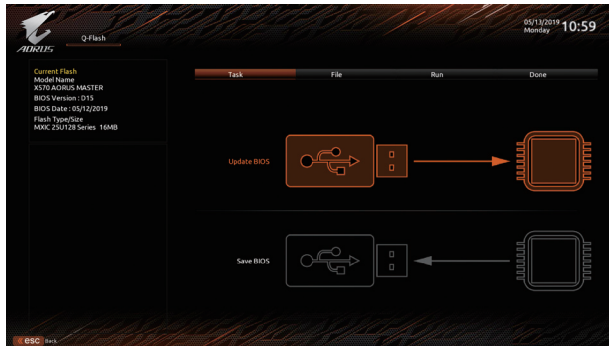 AORUS
Q-Flash
05/13/2019
Monday
10:59
Current Flash
Model Name
X570 AORUS MASTER
BIOS Version : D15
BIOS Date : 05/12/2019
Flash Type/Size
MXIC 25U128 Series 16MB
Task File Run Done
Update BIOS
Save BIOS
esc Back